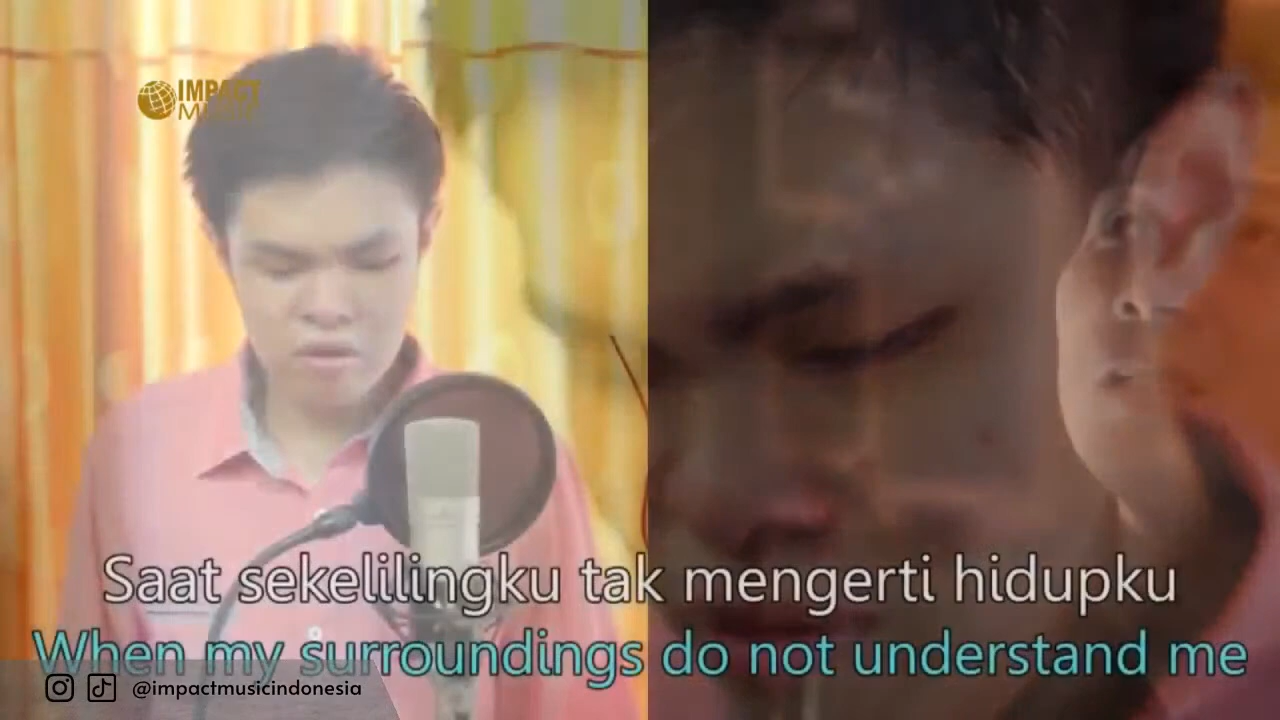 IMPACT
MUSIC
Saat sekelilingku tak mengerti hidupku
When my surroundings do not understand me
@impactmusicindonesia